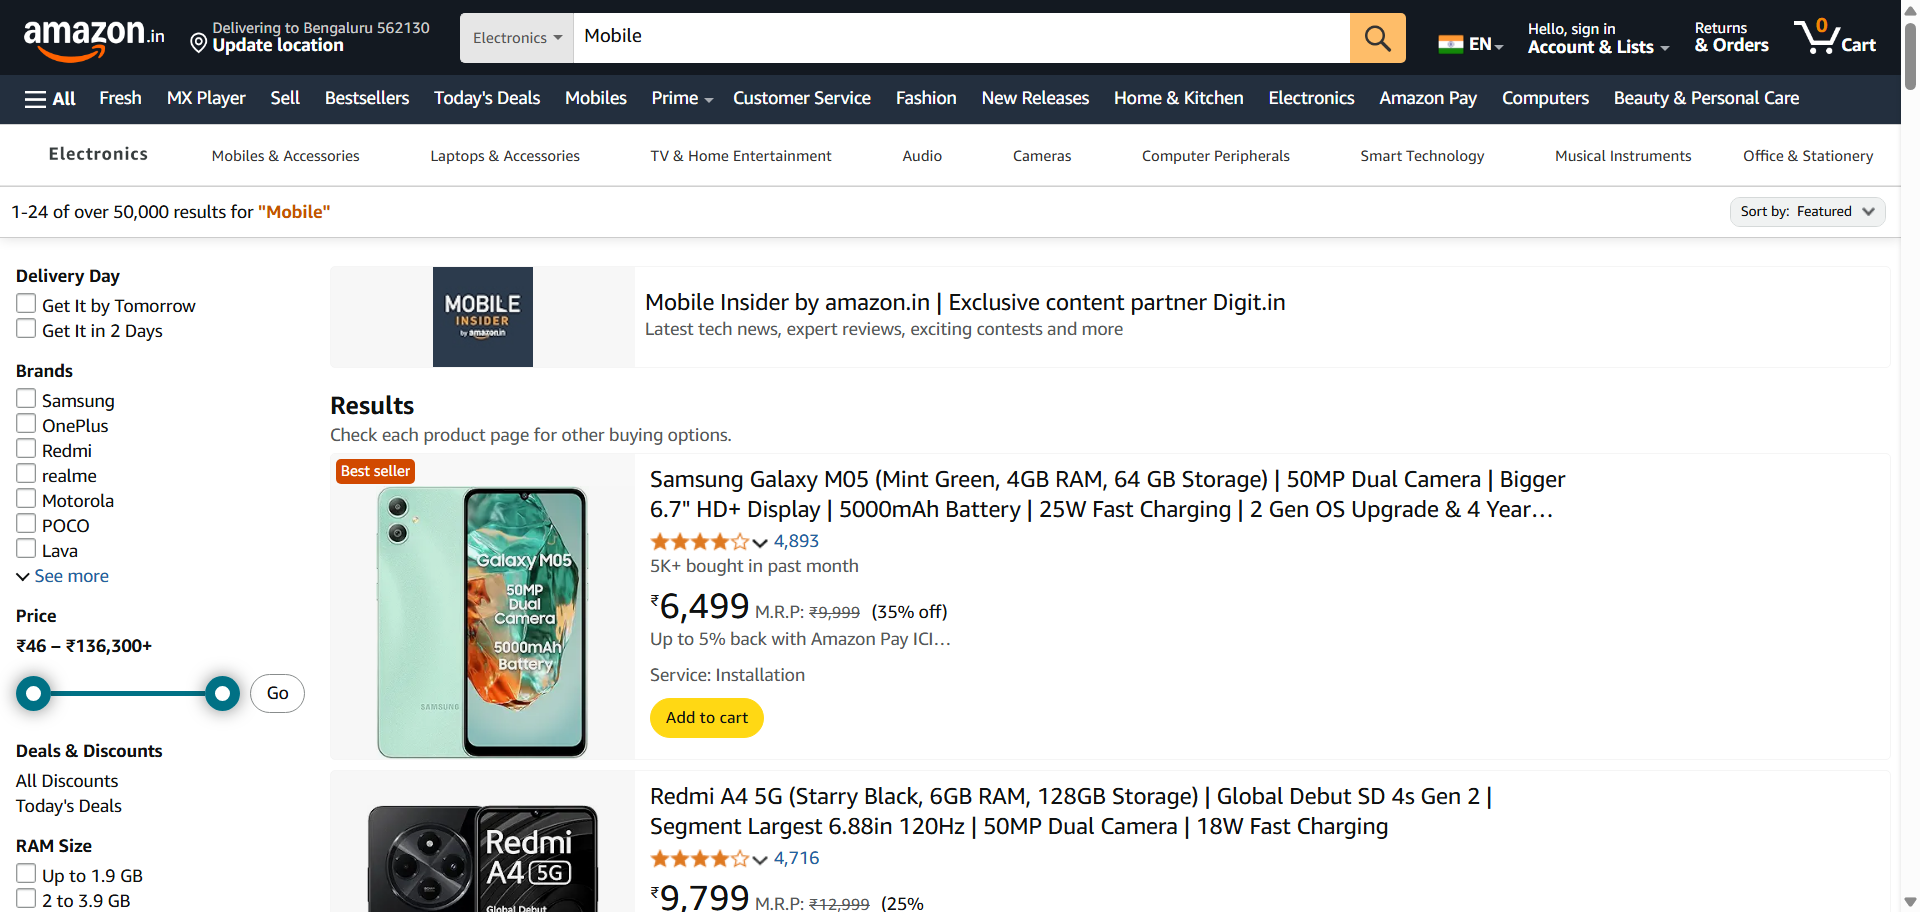 amazon.in
Delivering to Bengaluru 562130
Update location
Electronics
Mobile
EN
Hello, sign in
Account & Lists
Returns
& Orders
0
Cart
All
Fresh
MX Player
Sell
Bestsellers
Today's Deals
Mobiles
Prime
Customer Service
Fashion
New Releases
Home & Kitchen
Electronics
Amazon Pay
Computers
Beauty & Personal Care
Electronics
Mobiles & Accessories
Laptops & Accessories
TV & Home Entertainment
Audio
Cameras
Computer Peripherals
Smart Technology
Musical Instruments
Office & Stationery
1-24 of over 50,000 results for "Mobile"
Sort by: Featured
Delivery Day
Get It by Tomorrow
Get It in 2 Days
Brands
Samsung
OnePlus
Redmi
realme
Motorola
POCO
Lava
See more
Price
₹46 – ₹136,300+
Go
Deals & Discounts
All Discounts
Today's Deals
RAM Size
Up to 1.9 GB
2 to 3.9 GB
MOBILE
INSIDER
by amazon.in
Mobile Insider by amazon.in | Exclusive content partner Digit.in
Latest tech news, expert reviews, exciting contests and more
Results
Check each product page for other buying options.
Best seller
Galaxy M05
50MP
Dual
Camera
5000mAh
Battery
SAMSUNG
Samsung Galaxy M05 (Mint Green, 4GB RAM, 64 GB Storage) | 50MP Dual Camera | Bigger
6.7" HD+ Display | 5000mAh Battery | 25W Fast Charging | 2 Gen OS Upgrade & 4 Year…
4,893
5K+ bought in past month
₹6,499 M.R.P: ₹9,999 (35% off)
Up to 5% back with Amazon Pay ICI…
Service: Installation
Add to cart
Redmi
A4 5G
Global Debut
Redmi A4 5G (Starry Black, 6GB RAM, 128GB Storage) | Global Debut SD 4s Gen 2 |
Segment Largest 6.88in 120Hz | 50MP Dual Camera | 18W Fast Charging
4,716
₹9,799 M.R.P: ₹12,999 (25%